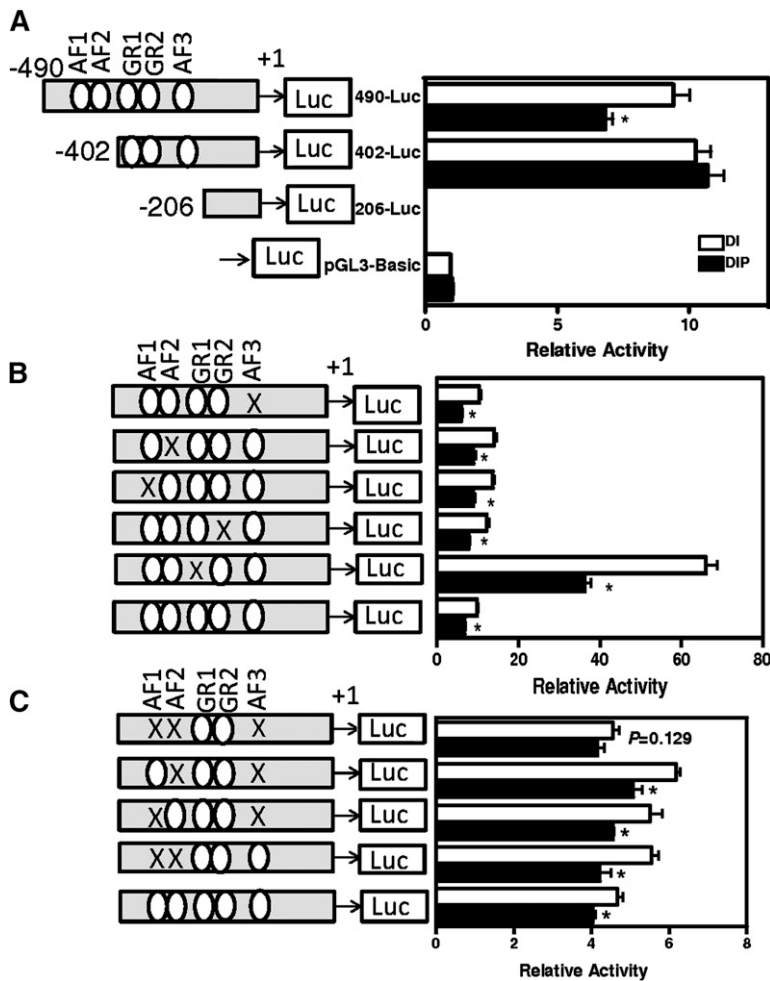 A
AF1 AF2 GR1 GR2 AF3
-490 +1
Luc 490-Luc *
-402 Luc 402-Luc
-206 Luc 206-Luc
Luc pGL3-Basic
DI
DIP
0 5 10
Relative Activity
B
AF1 AF2 GR1 GR2 AF3 +1
X Luc *
X Luc *
X Luc *
X Luc *
X Luc *
Luc *
0 20 40 60 80
Relative Activity
C
AF1 AF2 GR1 GR2 AF3 +1
X X X Luc P=0.129
X X Luc *
X X Luc *
X X Luc *
Luc *
0 2 4 6 8
Relative Activity